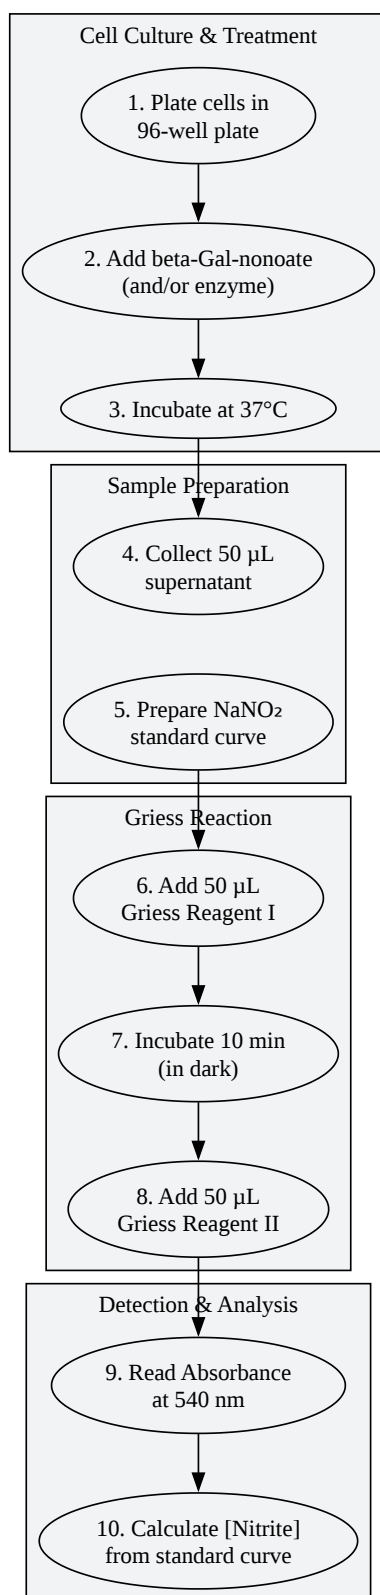 Cell Culture & Treatment
1. Plate cells in
96-well plate
2. Add beta-Gal-nonoate
(and/or enzyme)
3. Incubate at 37°C
Sample Preparation
4. Collect 50 µL
supernatant
5. Prepare NaNO₂
standard curve
Griess Reaction
6. Add 50 µL
Griess Reagent I
7. Incubate 10 min
(in dark)
8. Add 50 µL
Griess Reagent II
Detection & Analysis
9. Read Absorbance
at 540 nm
10. Calculate [Nitrite]
from standard curve